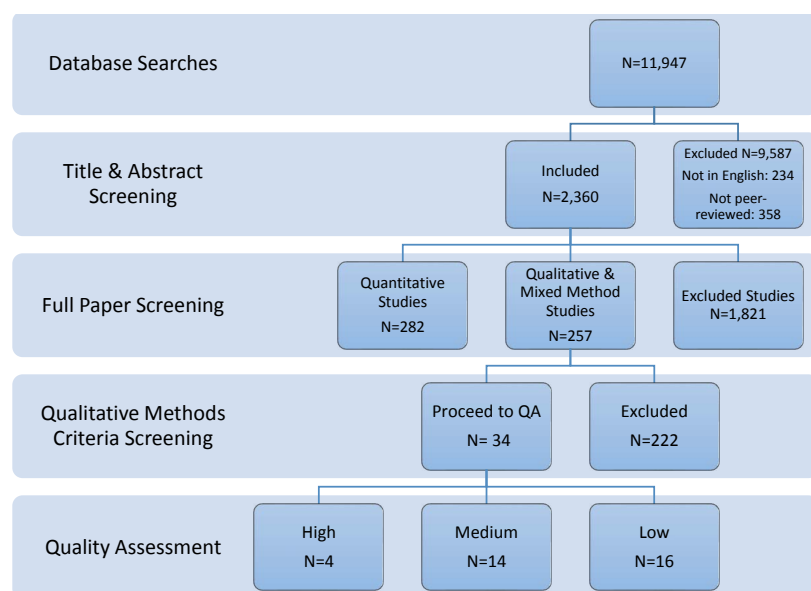 Database Searches
N=11,947
Title & Abstract
Screening
Included
N=2,360
Excluded N=9,587
Not in English: 234
Not peer-
reviewed: 358
Full Paper Screening
Quantitative
Studies
N=282
Qualitative &
Mixed Method
Studies
N=257
Excluded Studies
N=1,821
Qualitative Methods
Criteria Screening
Proceed to QA
N= 34
Excluded
N=222
Quality Assessment
High
N=4
Medium
N=14
Low
N=16